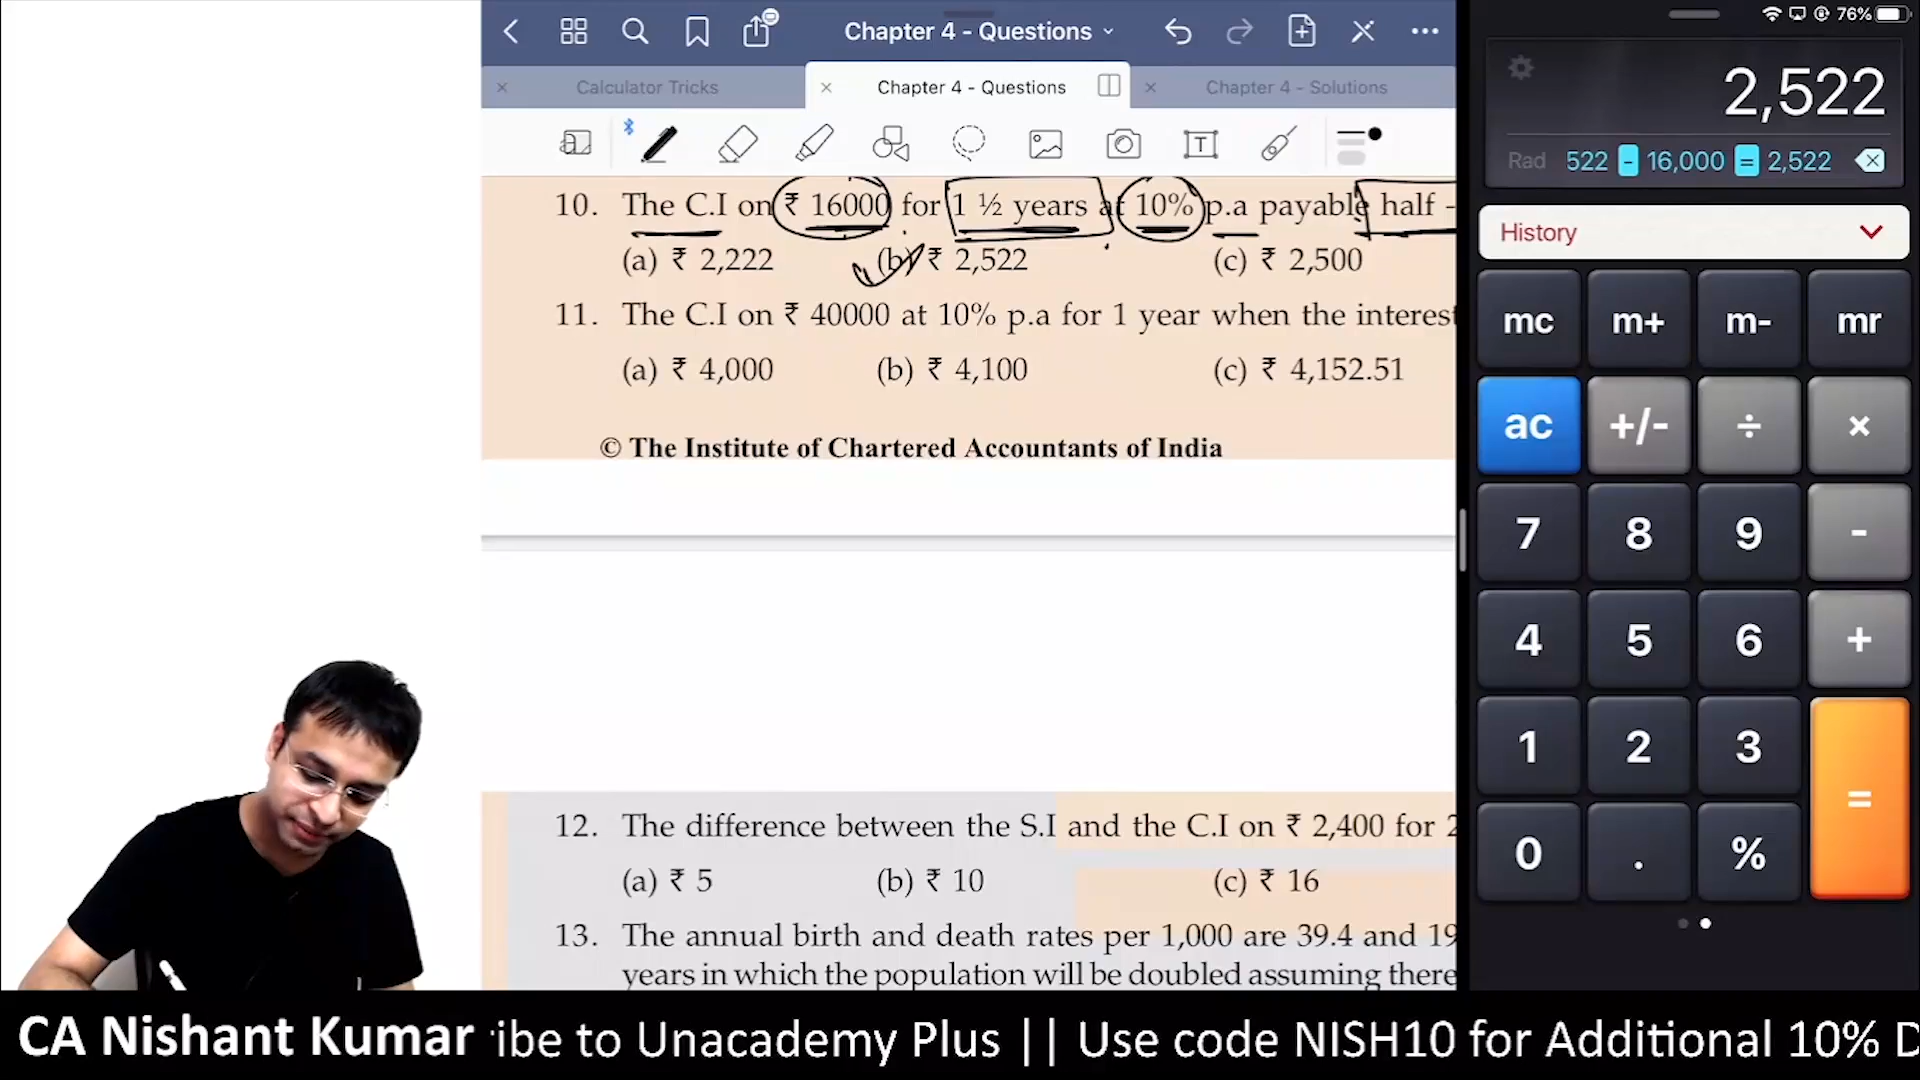 76%
Chapter 4 - Questions
Calculator Tricks
Chapter 4 - Questions
Chapter 4 - Solutions
T
2,522
Rad 522 - 16,000 = 2,522
History
mc m+ m- mr
ac +/- ÷ ×
7 8 9 -
4 5 6 +
1 2 3 =
0 . %
10. The C.I on ₹ 16000 for 1 ½ years at 10% p.a payable half -
(a) ₹ 2,222 (b) ₹ 2,522 (c) ₹ 2,500
11. The C.I on ₹ 40000 at 10% p.a for 1 year when the interest
(a) ₹ 4,000 (b) ₹ 4,100 (c) ₹ 4,152.51
© The Institute of Chartered Accountants of India
12. The difference between the S.I and the C.I on ₹ 2,400 for 2
(a) ₹ 5 (b) ₹ 10 (c) ₹ 16
13. The annual birth and death rates per 1,000 are 39.4 and 19
years in which the population will be doubled assuming there
CA Nishant Kumar ibe to Unacademy Plus || Use code NISH10 for Additional 10% D